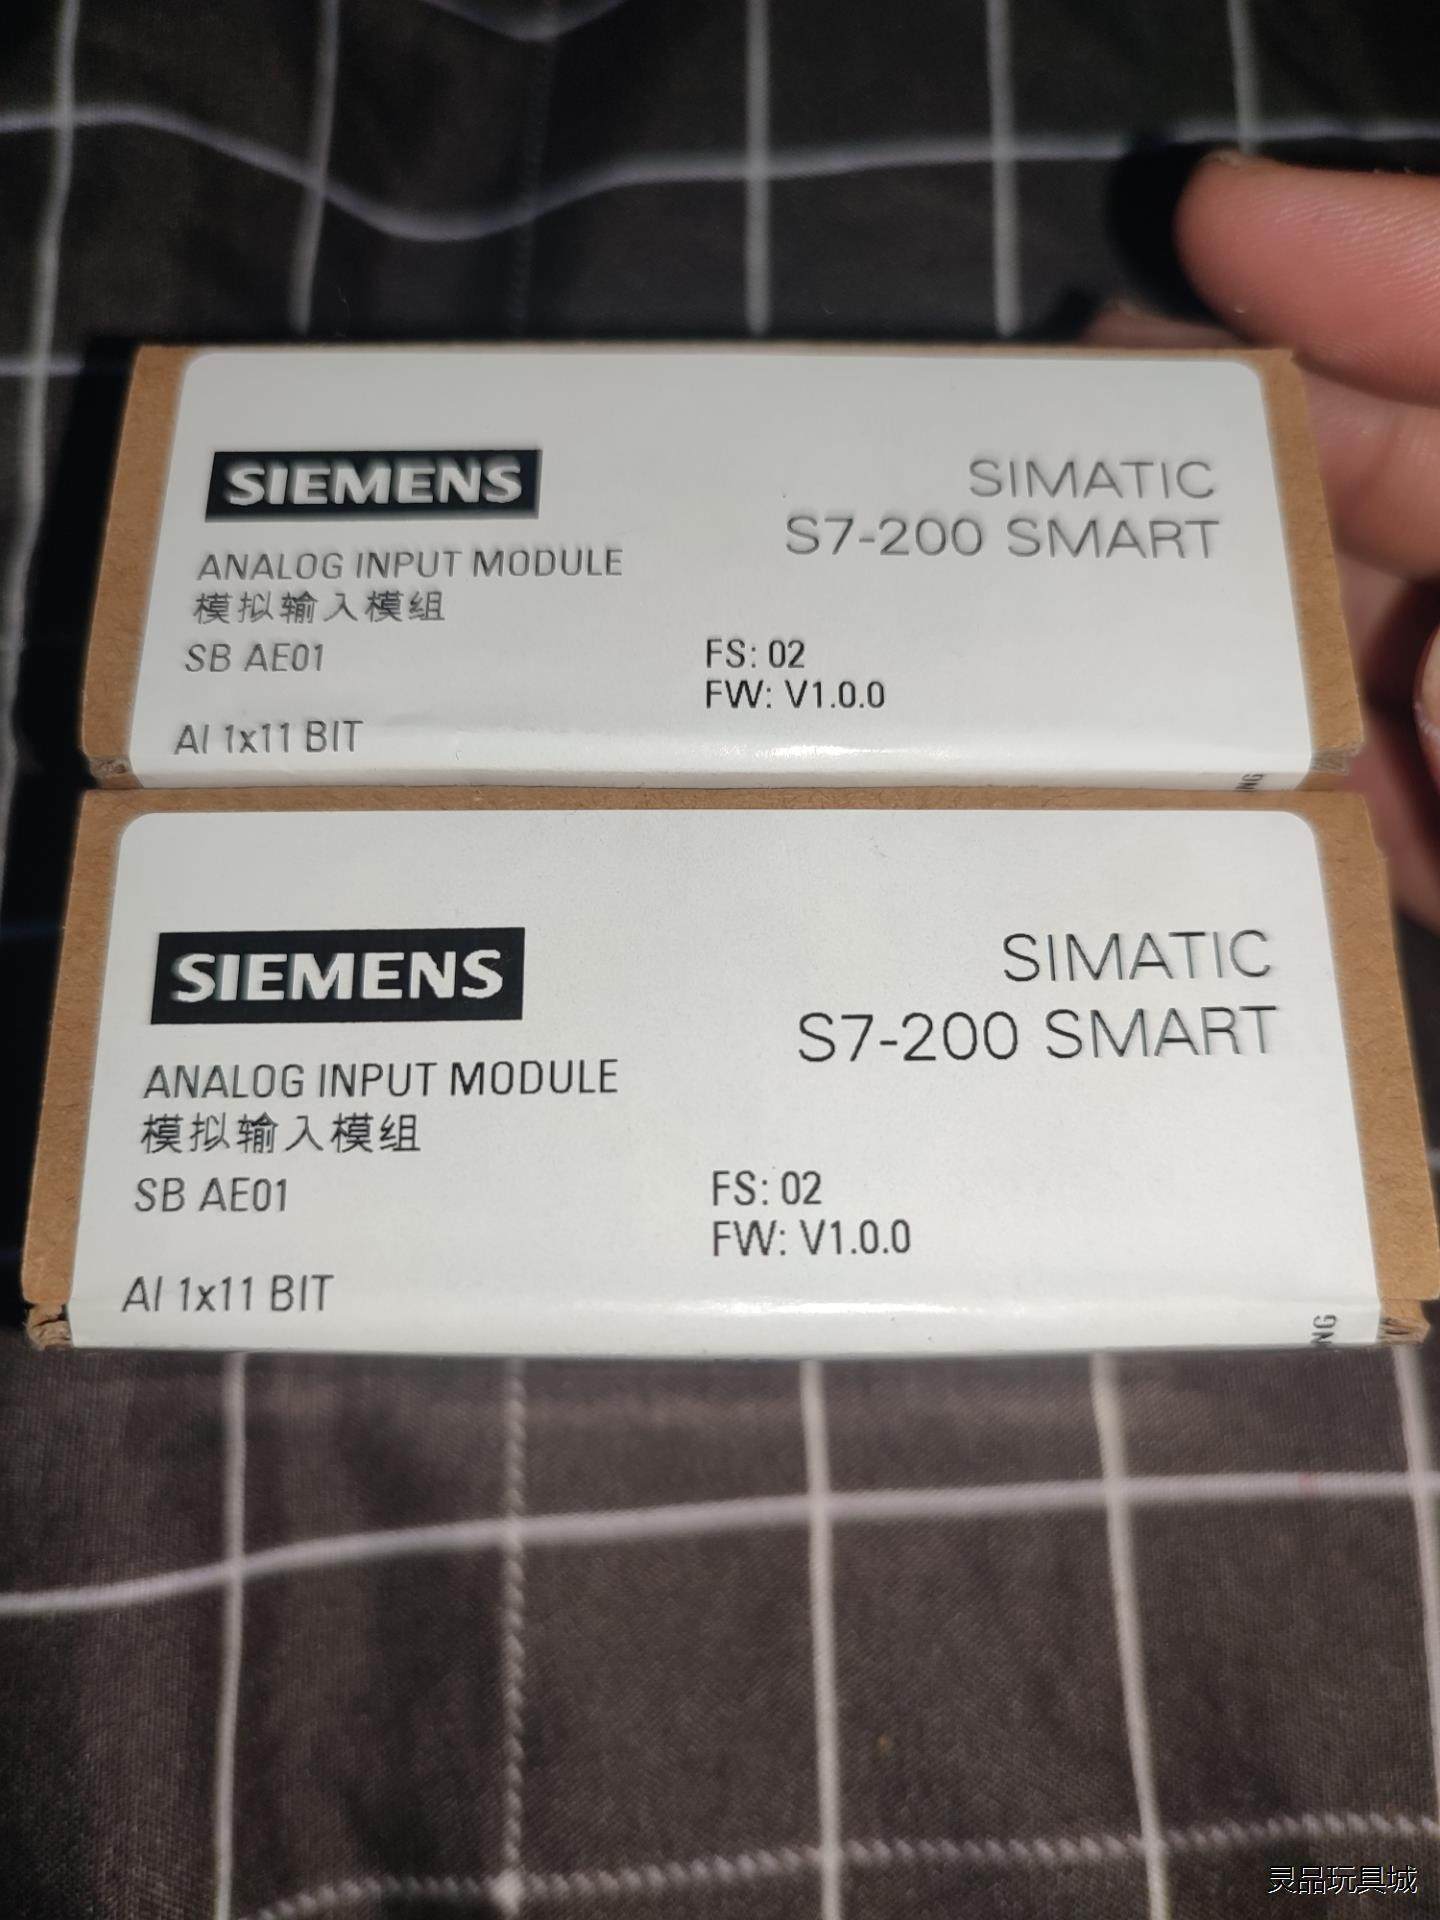 SIEMENS
SIMATIC
S7-200 SMART
ANALOG INPUT MODULE
模拟输入模组
SB AE01
FS: 02
FW: V1.0.0
AI 1x11 BIT
NG
SIEMENS
SIMATIC
S7-200 SMART
ANALOG INPUT MODULE
模拟输入模组
SB AE01
FS: 02
FW: V1.0.0
AI 1x11 BIT
NG
灵品玩具城